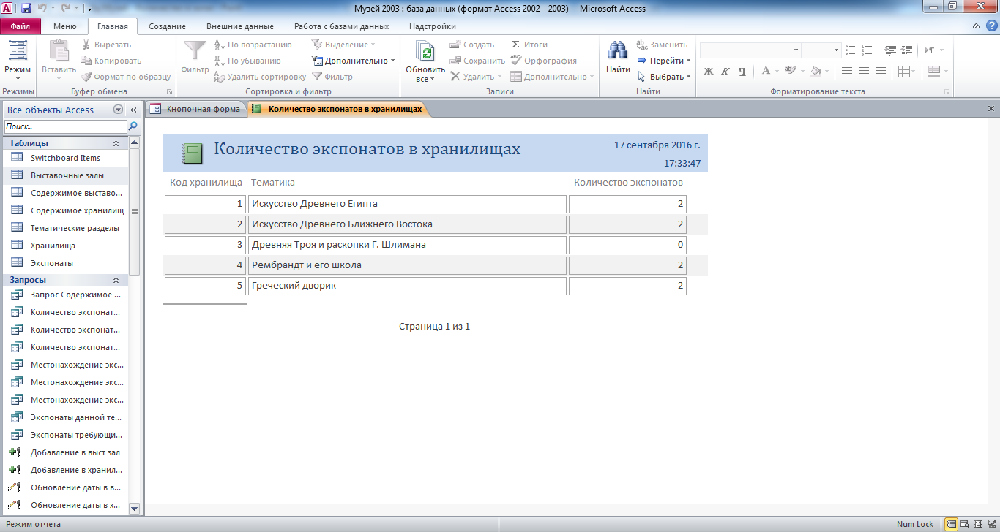 Музей 2003 : база данных (формат Access 2002 - 2003) - Microsoft Access
Файл Меню Главная Создание Внешние данные Работа с базами данных Надстройки
Режим
Режимы
Вставить
Вырезать
Копировать
Формат по образцу
Буфер обмена
Фильтр
По возрастанию
По убыванию
Удалить сортировку
Выделение
Дополнительно
Фильтр
Сортировка и фильтр
Обновить все
Создать
Сохранить
Удалить
Итоги
Орфография
Дополнительно
Записи
Найти
Заменить
Перейти
Выбрать
Найти
Ж К Ч А
Форматирование текста
Все объекты Access
Поиск...
Таблицы
Switchboard Items
Выставочные залы
Содержимое выставо...
Содержимое хранилищ
Тематические разделы
Хранилища
Экспонаты
Запросы
Запрос Содержимое ...
Количество экспонат...
Количество экспонат...
Количество экспонат...
Местонахождение экс...
Местонахождение экс...
Местонахождение экс...
Экспонаты данной те...
Экспонаты требующи...
Добавление в выст зал
Добавление в хранил...
Обновление даты в в...
Обновление даты в х...
Кнопочная форма
Количество экспонатов в хранилищах
Количество экспонатов в хранилищах
17 сентября 2016 г.
17:33:47
Код хранилища Тематика Количество экспонатов
1 Искусство Древнего Египта 2
2 Искусство Древнего Ближнего Востока 2
3 Древняя Троя и раскопки Г. Шлимана 0
4 Рембрандт и его школа 2
5 Греческий дворик 2
Страница 1 из 1
Режим отчета
Num Lock